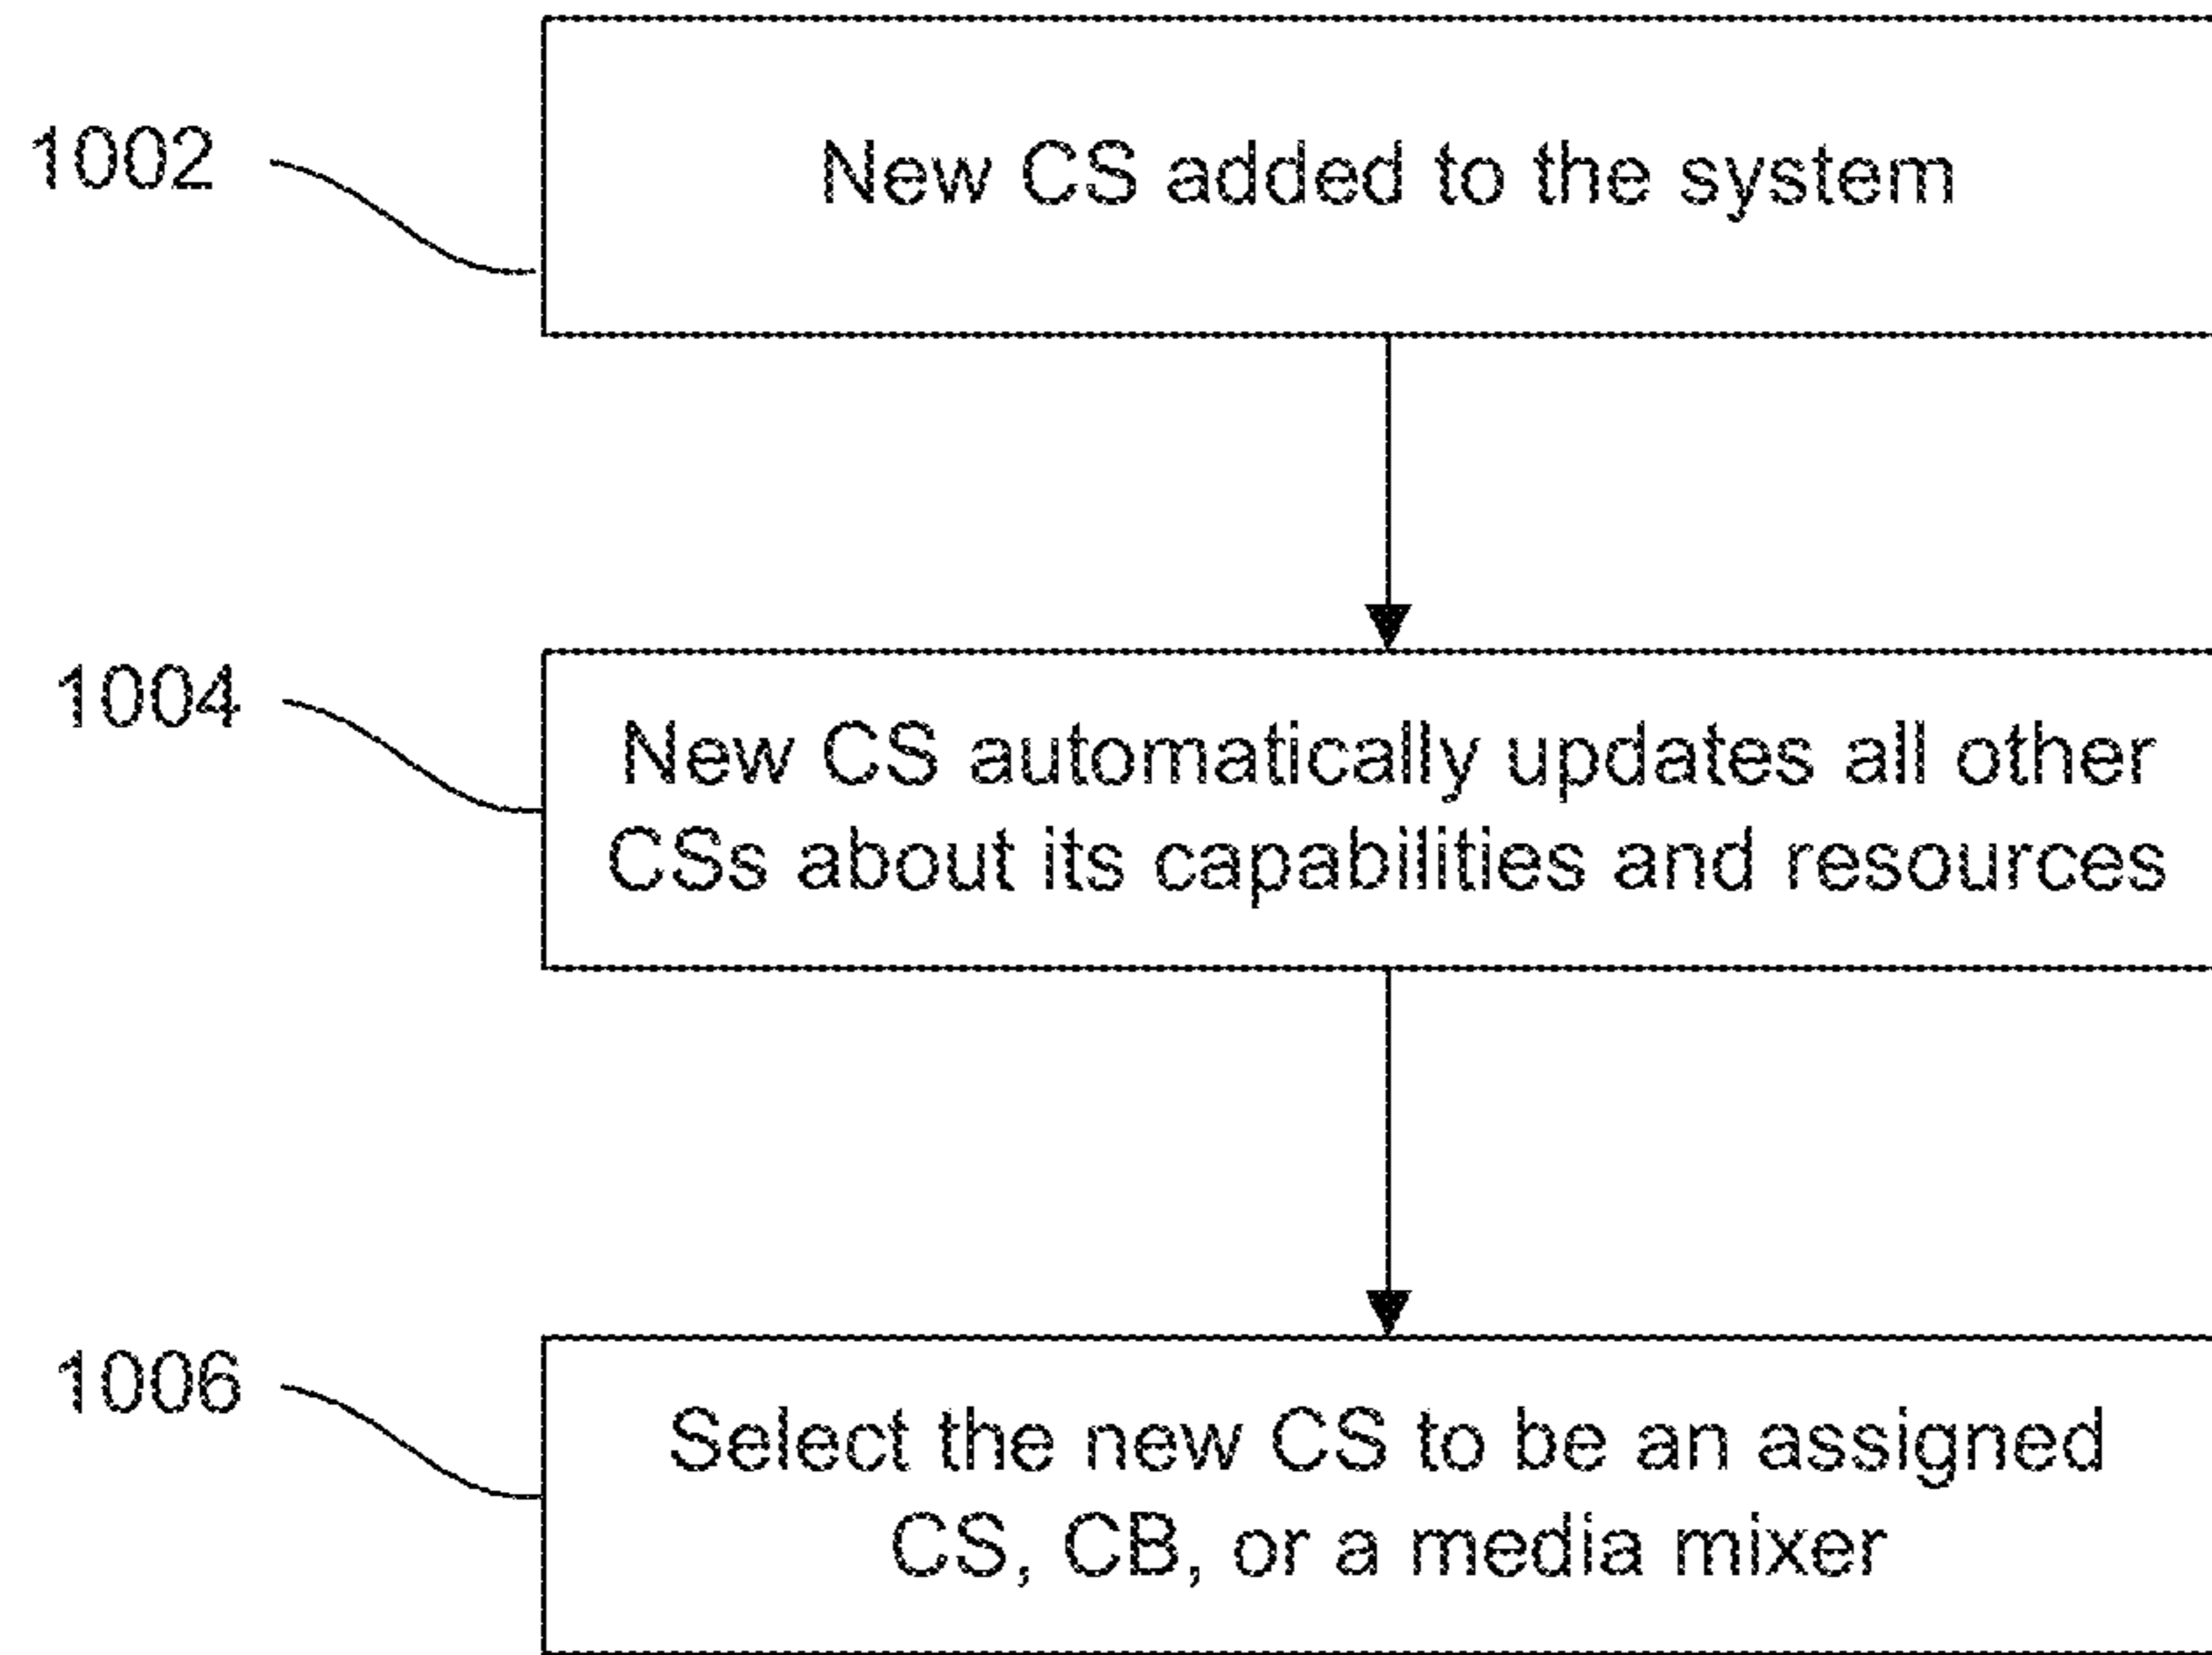 1002
New CS added to the system
1004
New CS automatically updates all other
CSs about its capabilities and resources
1006
Select the new CS to be an assigned
CS, CB, or a media mixer